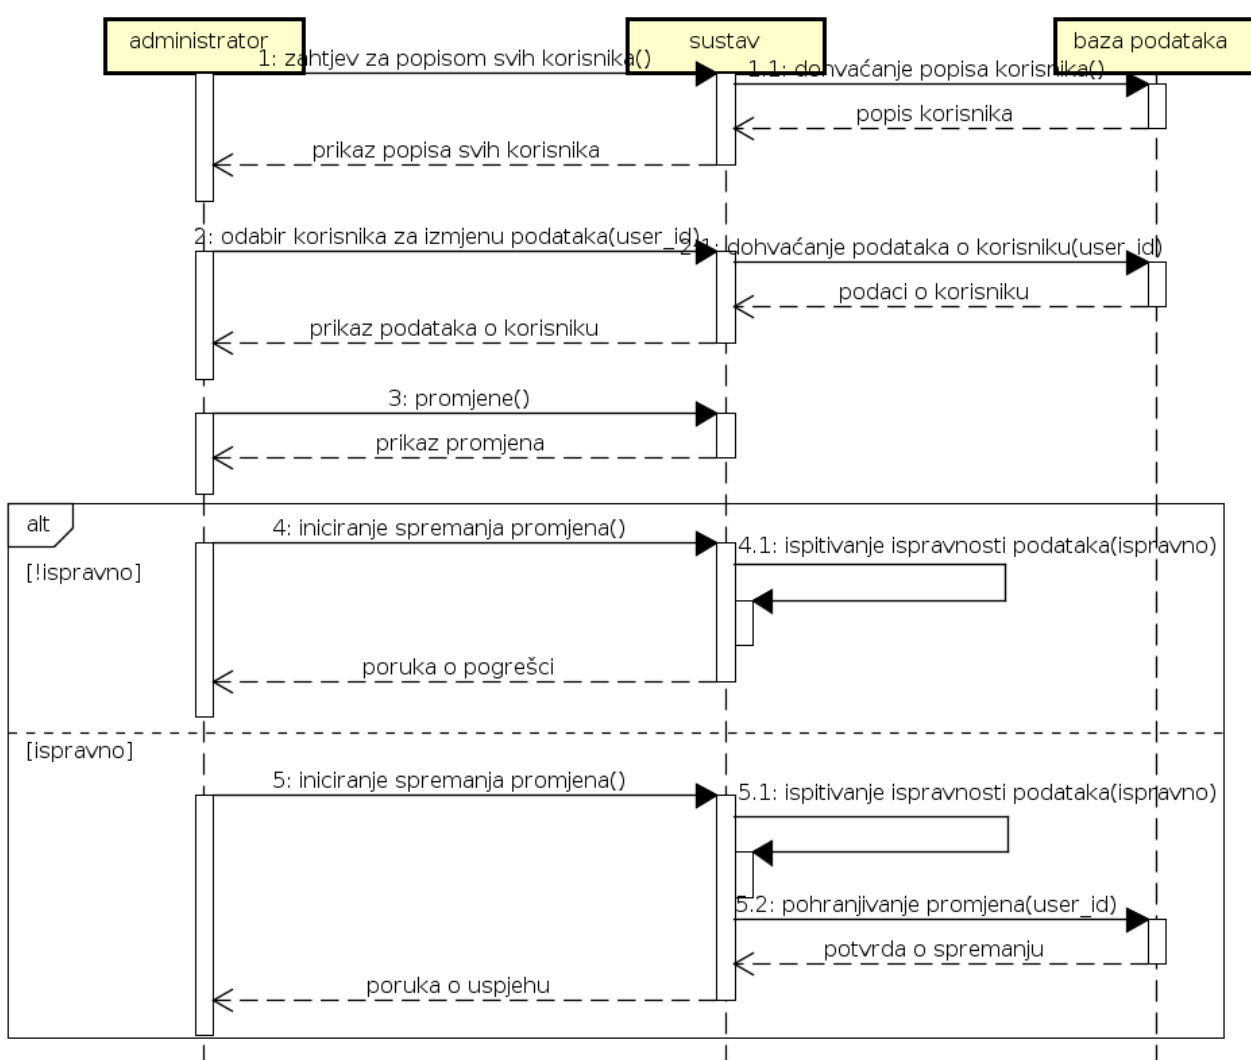 administrator
sustav
baza podataka
1: zahtjev za popisom svih korisnika()
1.1: dohvaćanje popisa korisnika()
popis korisnika
prikaz popisa svih korisnika
2: odabir korisnika za izmjenu podataka(user_id)
2.1: dohvaćanje podataka o korisniku(user_id)
podaci o korisniku
prikaz podataka o korisniku
3: promjene()
prikaz promjena
alt
4: iniciranje spremanja promjena()
4.1: ispitivanje ispravnosti podataka(ispravno)
[!ispravno]
poruka o pogrešci
[ispravno]
5: iniciranje spremanja promjena()
5.1: ispitivanje ispravnosti podataka(ispravno)
5.2: pohranjivanje promjena(user_id)
potvrda o spremanju
poruka o uspjehu